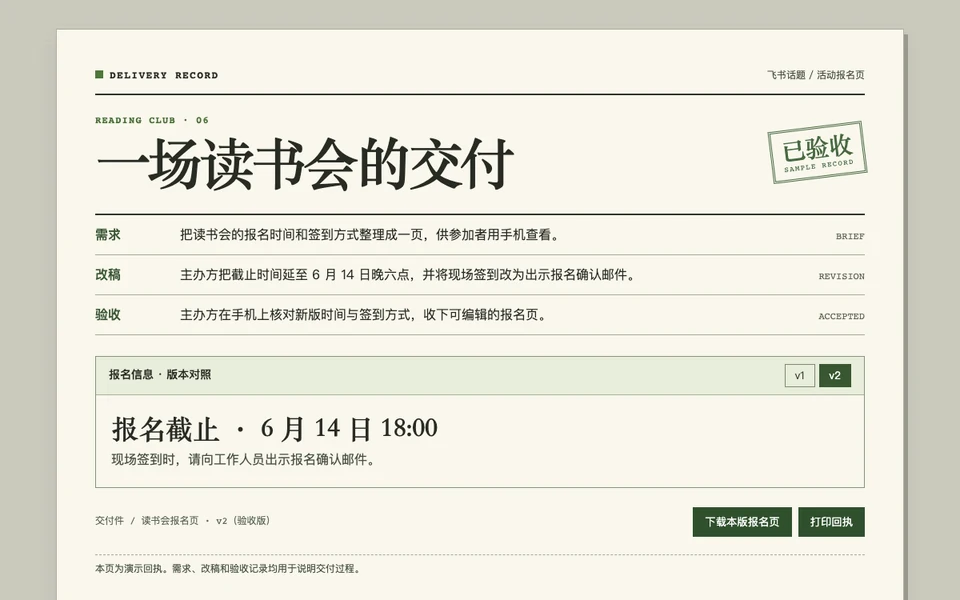 DELIVERY RECORD
飞书话题 / 活动报名页
READING CLUB · 06
一场读书会的交付
已验收
SAMPLE RECORD
需求 把读书会的报名时间和签到方式整理成一页，供参加者用手机查看。 BRIEF
改稿 主办方把截止时间延至 6 月 14 日晚六点，并将现场签到改为出示报名确认邮件。 REVISION
验收 主办方在手机上核对新版时间与签到方式，收下可编辑的报名页。 ACCEPTED
报名信息 · 版本对照 v1 v2
报名截止 · 6 月 14 日 18:00
现场签到时，请向工作人员出示报名确认邮件。
交付件 / 读书会报名页 · v2（验收版） 下载本版报名页 打印回执
本页为演示回执。需求、改稿和验收记录均用于说明交付过程。